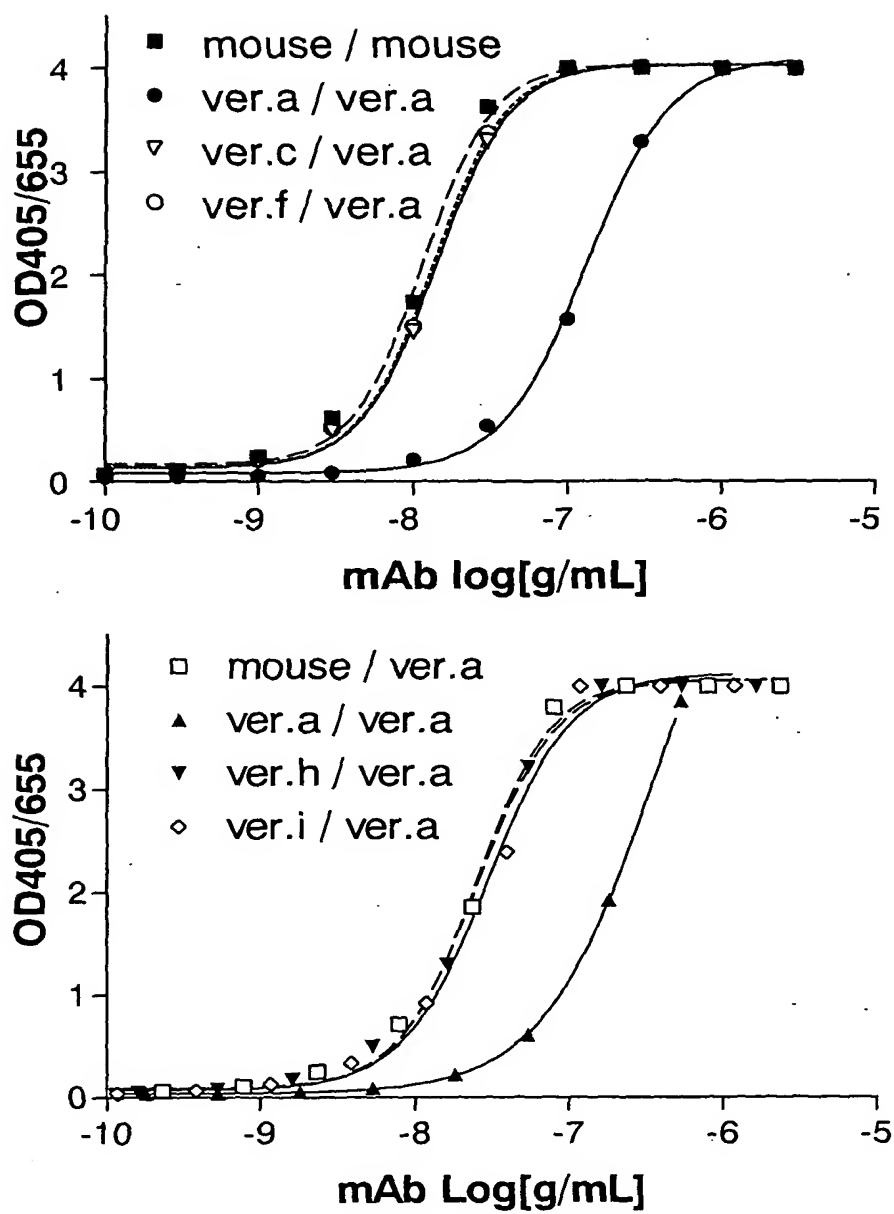 mouse / mouse
ver.a / ver.a
ver.c / ver.a
ver.f / ver.a
OD405/655
4
3
2
1
0
-10 -9 -8 -7 -6 -5
mAb log[g/mL]
mouse / ver.a
ver.a / ver.a
ver.h / ver.a
ver.i / ver.a
OD405/655
4
3
2
1
0
-10 -9 -8 -7 -6 -5
mAb Log[g/mL]